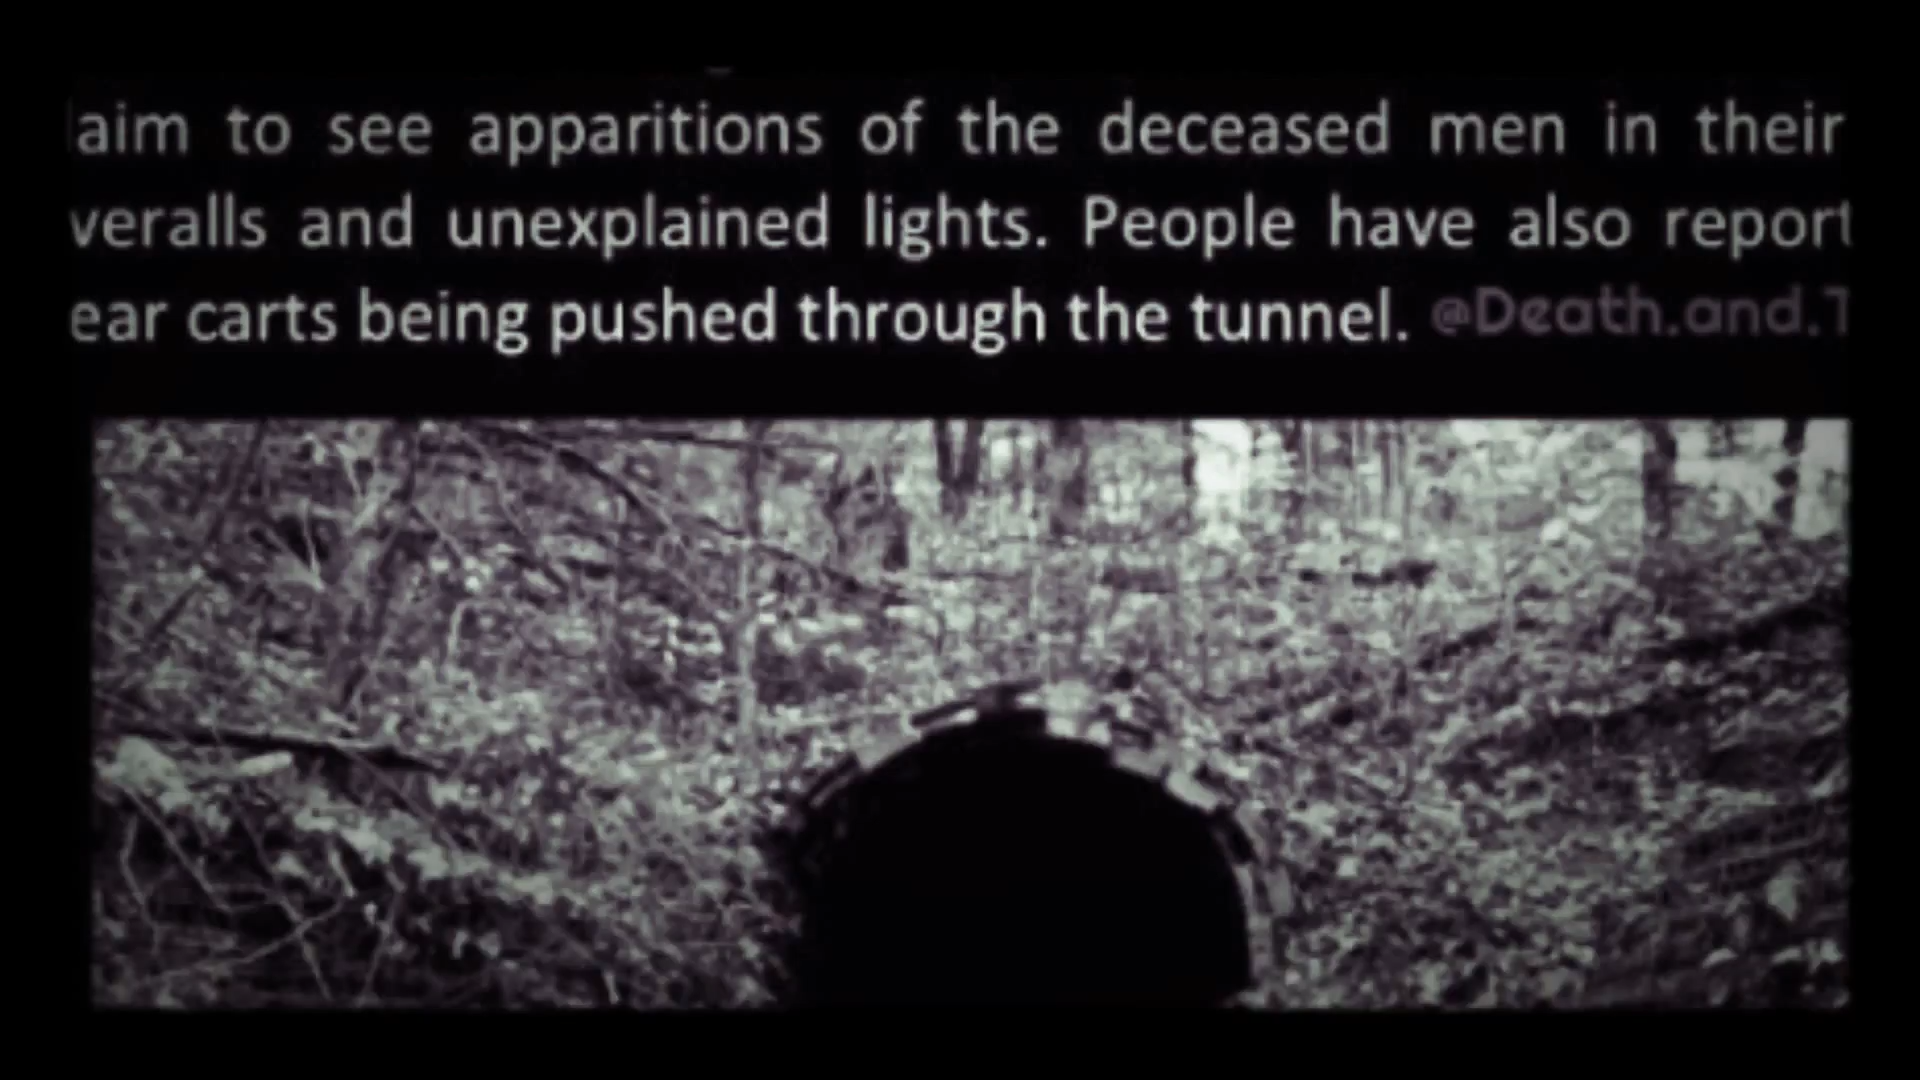 aim to see apparitions of the deceased men in their
veralls and unexplained lights. People have also report
ear carts being pushed through the tunnel. @Death.and.T